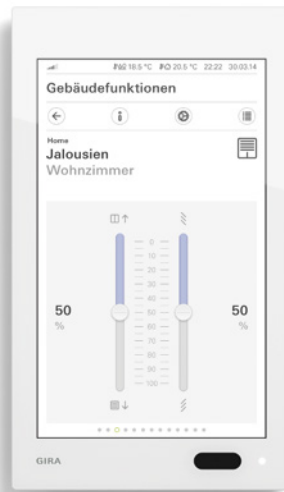 18.5 °C 20.5 °C 22:22 30.03.14
Gebäudefunktionen
Home
Jalousien
Wohnzimmer
0
10
20
30
40
50 50 50
% 60 %
70
80
90
100
GIRA